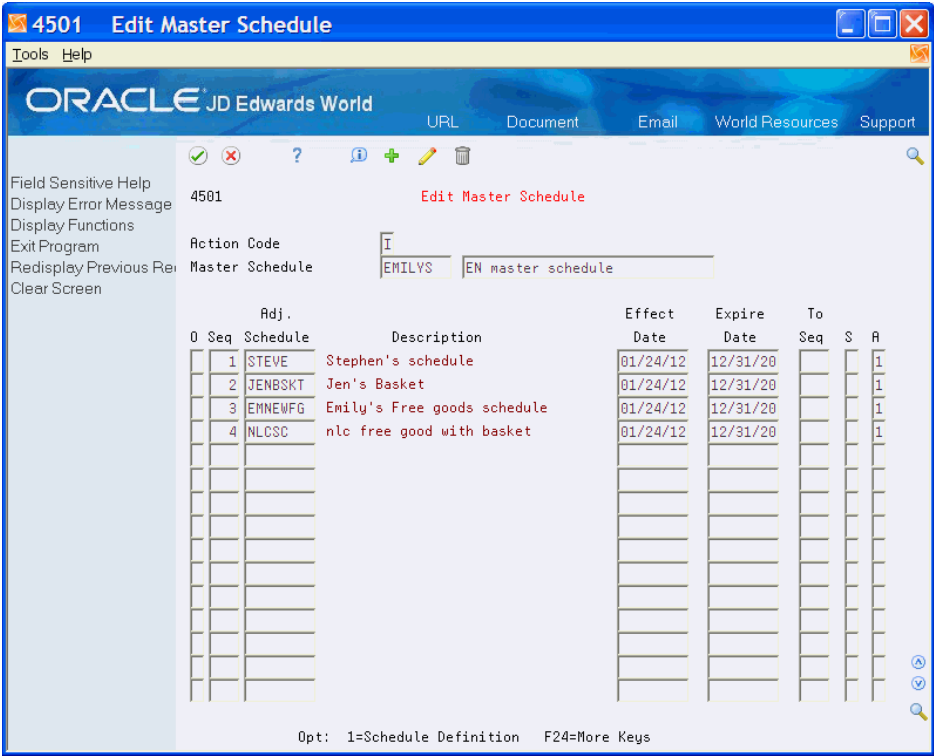 4501 Edit Master Schedule
Tools Help
ORACLE JD Edwards World
URL Document Email World Resources Support
?
Field Sensitive Help
Display Error Message
Display Functions
Exit Program
Redisplay Previous Re
Clear Screen
4501 Edit Master Schedule
Action Code I
Master Schedule EMILYS EN master schedule
Adj. Effect Expire To
O Seq Schedule Description Date Date Seq S A
1 STEVE Stephen's schedule 01/24/12 12/31/20 1
2 JENBSKT Jen's Basket 01/24/12 12/31/20 1
3 EMNEWFG Emily's Free goods schedule 01/24/12 12/31/20 1
4 NLCSC nlc free good with basket 01/24/12 12/31/20 1
Opt: 1=Schedule Definition F24=More Keys